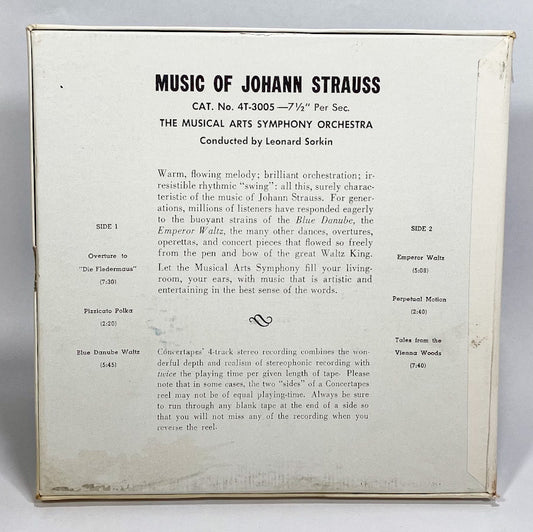 MUSIC OF JOHANN STRAUSS
CAT. No. 4T-3005—7½" Per Sec.
THE MUSICAL ARTS SYMPHONY ORCHESTRA
Conducted by Leonard Sorkin
Warm, flowing melody; brilliant orchestration; ir-
resistible rhythmic "swing": all this, surely charac-
teristic of the music of Johann Strauss. For gener-
ations, millions of listeners have responded eagerly
to the buoyant strains of the Blue Danube, the
Emperor Waltz, the many other dances, overtures,
operettas, and concert pieces that flowed so freely
from the pen and bow of the great Waltz King.
Let the Musical Arts Symphony fill your living-
room, your ears, with music that is artistic and
entertaining in the best sense of the words.
Concertapes' 4-track stereo recording combines the won-
derful depth and realism of stereophonic recording with
twice the playing time per given length of tape. Please
note that in some cases, the two "sides" of a Concertapes
reel may not be of equal playing-time. Always be sure
to run through any blank tape at the end of a side so
that you will not miss any of the recording when you
reverse the reel.
SIDE 1
Overture to
"Die Fledermaus"
(7:30)
Pizzicato Polka
(2:20)
Blue Danube Waltz
(5:45)
SIDE 2
Emperor Waltz
(5:08)
Perpetual Motion
(2:40)
Tales from the
Vienna Woods
(7:40)